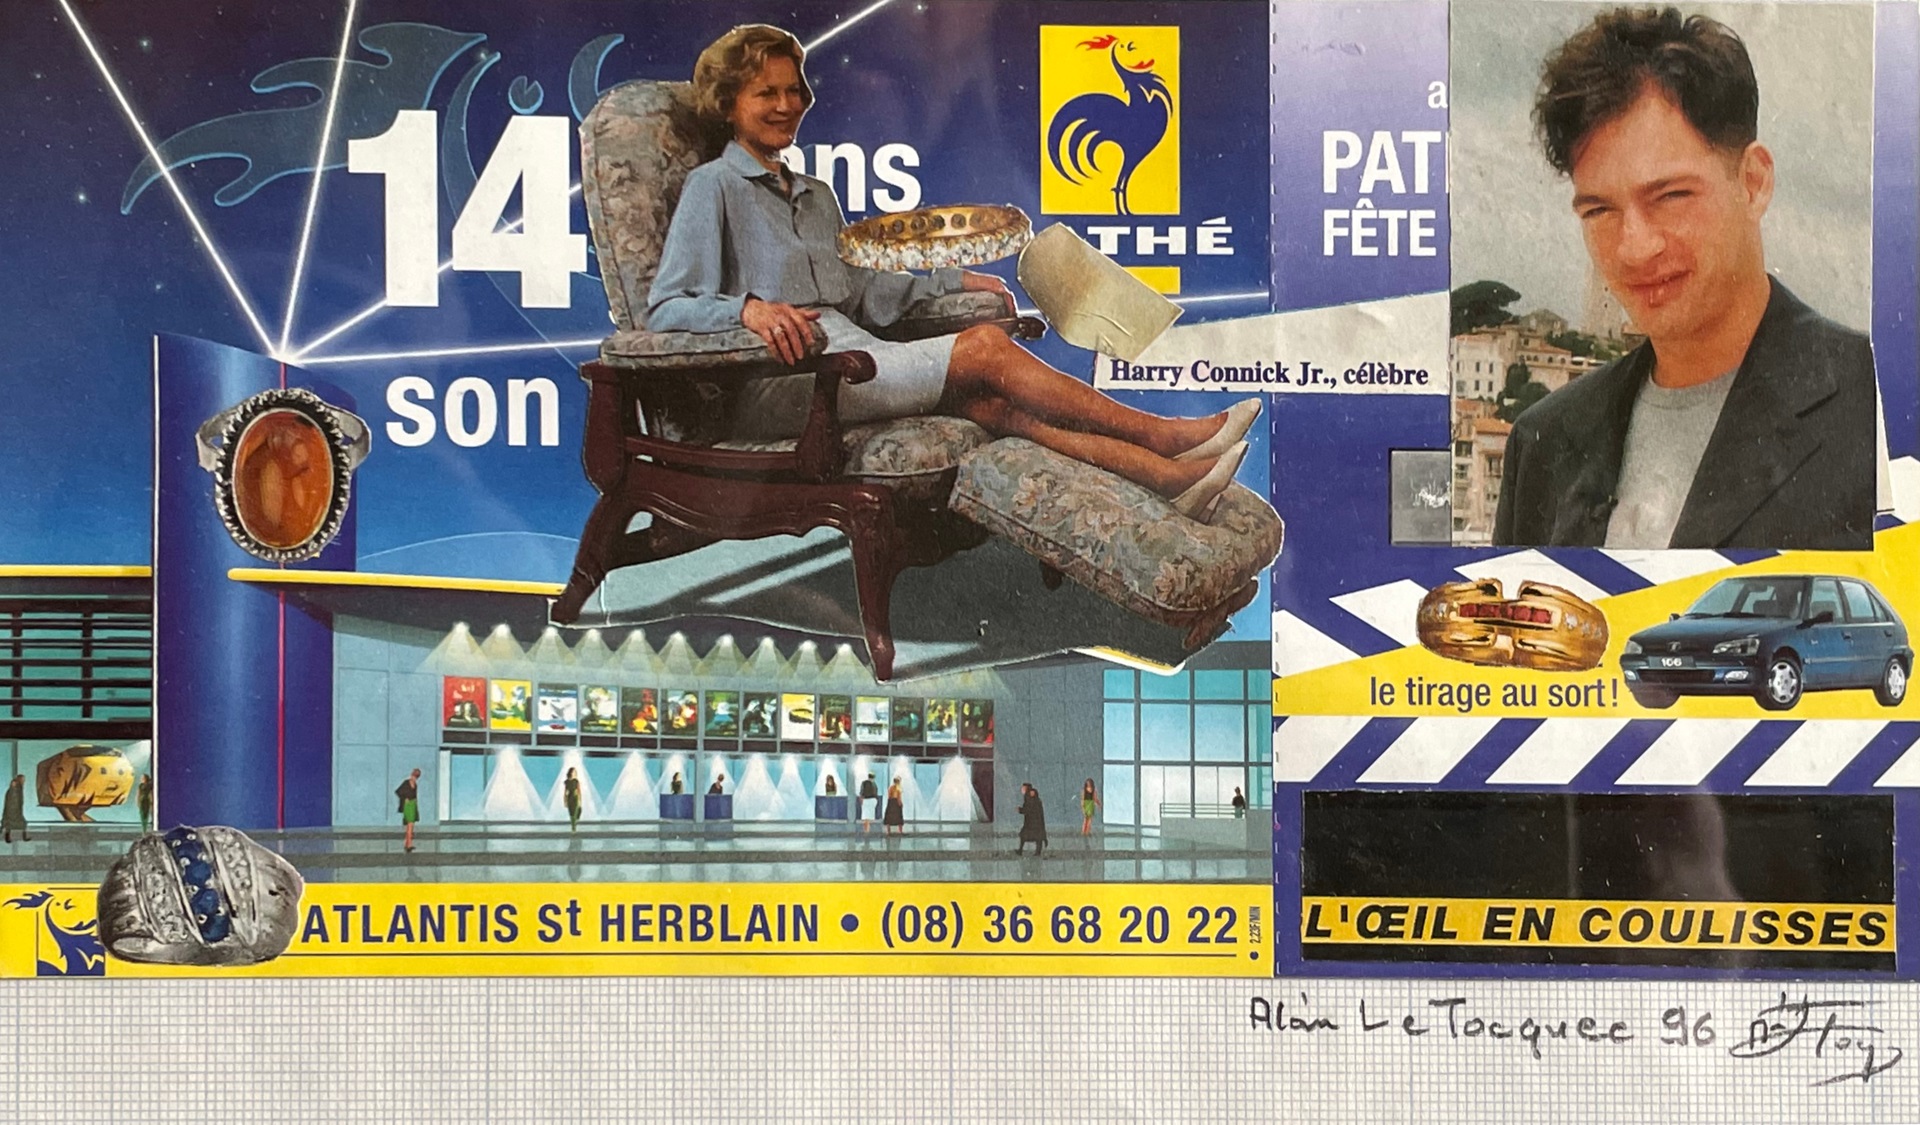 14 ans
son
THÉ
a
PAT
FÊTE
Harry Connick Jr., célèbre
106
le tirage au sort!
ATLANTIS St HERBLAIN • (08) 36 68 20 22
2,23F/MIN
L'ŒIL EN COULISSES
Alain Le Tocquec 96